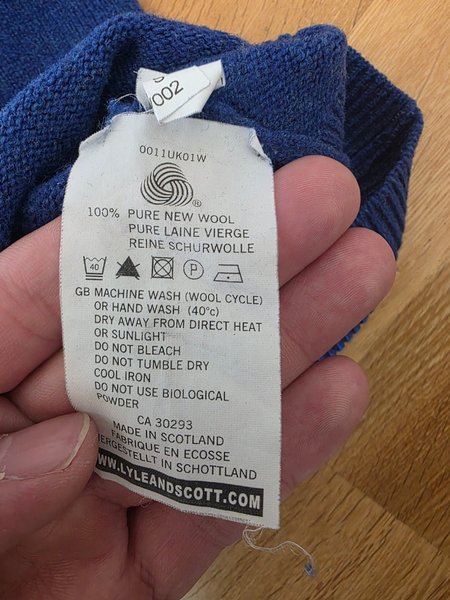 002
0011UK01W
®
100% PURE NEW WOOL
PURE LAINE VIERGE
REINE SCHURWOLLE
40 P
GB MACHINE WASH (WOOL CYCLE)
OR HAND WASH (40°c)
DRY AWAY FROM DIRECT HEAT
OR SUNLIGHT
DO NOT BLEACH
DO NOT TUMBLE DRY
COOL IRON
DO NOT USE BIOLOGICAL
POWDER
CA 30293
MADE IN SCOTLAND
FABRIQUE EN ECOSSE
ERGESTELLT IN SCHOTTLAND
WW.LYLEANDSCOTT.COM